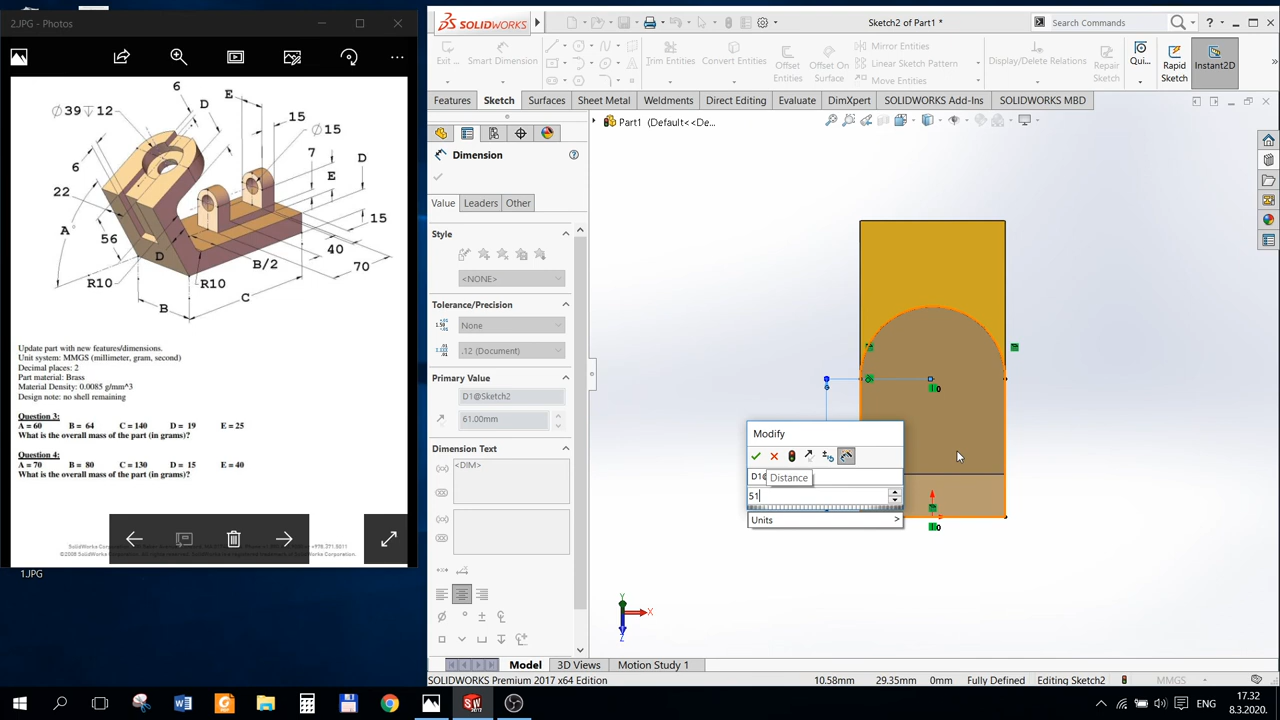 2.JPG - Photos
6
D
E
Ø39↧12
15
Ø15
7
D
E
6
22
A
56
15
D
40
R10
B/2
70
R10
C
B
Update part with new features/dimensions.
Unit system: MMGS (millimeter, gram, second)
Decimal places: 2
Part material: Brass
Material Density: 0.0085 g/mm^3
Design note: no shell remaining
Question 3:
A = 60 B = 64 C = 140 D = 19 E = 25
What is the overall mass of the part (in grams)?
Question 4:
A = 70 B = 80 C = 130 D = 15 E = 40
What is the overall mass of the part (in grams)?
1.JPG
SOLIDWORKS
Sketch2 of Part1 *
Search Commands
Exit ...
Smart Dimension
Trim Entities
Convert Entities
Offset Entities
Offset On Surface
Mirror Entities
Linear Sketch Pattern
Move Entities
Display/Delete Relations
Repair Sketch
Qui...
Rapid Sketch
Instant2D
Features
Sketch
Surfaces
Sheet Metal
Weldments
Direct Editing
Evaluate
DimXpert
SOLIDWORKS Add-Ins
SOLIDWORKS MBD
Part1 (Default<<De...
Dimension
Value
Leaders
Other
Style
<NONE>
Tolerance/Precision
None
.12 (Document)
Primary Value
D1@Sketch2
61.00mm
Dimension Text
<DIM>
Modify
D1@
Distance
51
Units
Y
X
Z
Model
3D Views
Motion Study 1
SOLIDWORKS Premium 2017 x64 Edition
10.58mm
29.35mm
0mm
Fully Defined
Editing Sketch2
MMGS
ENG
17.32
8.3.2020.